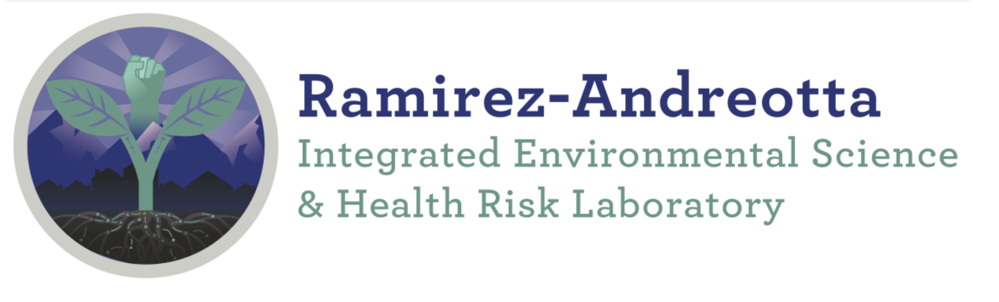 Ramirez-Andreotta
Integrated Environmental Science
& Health Risk Laboratory